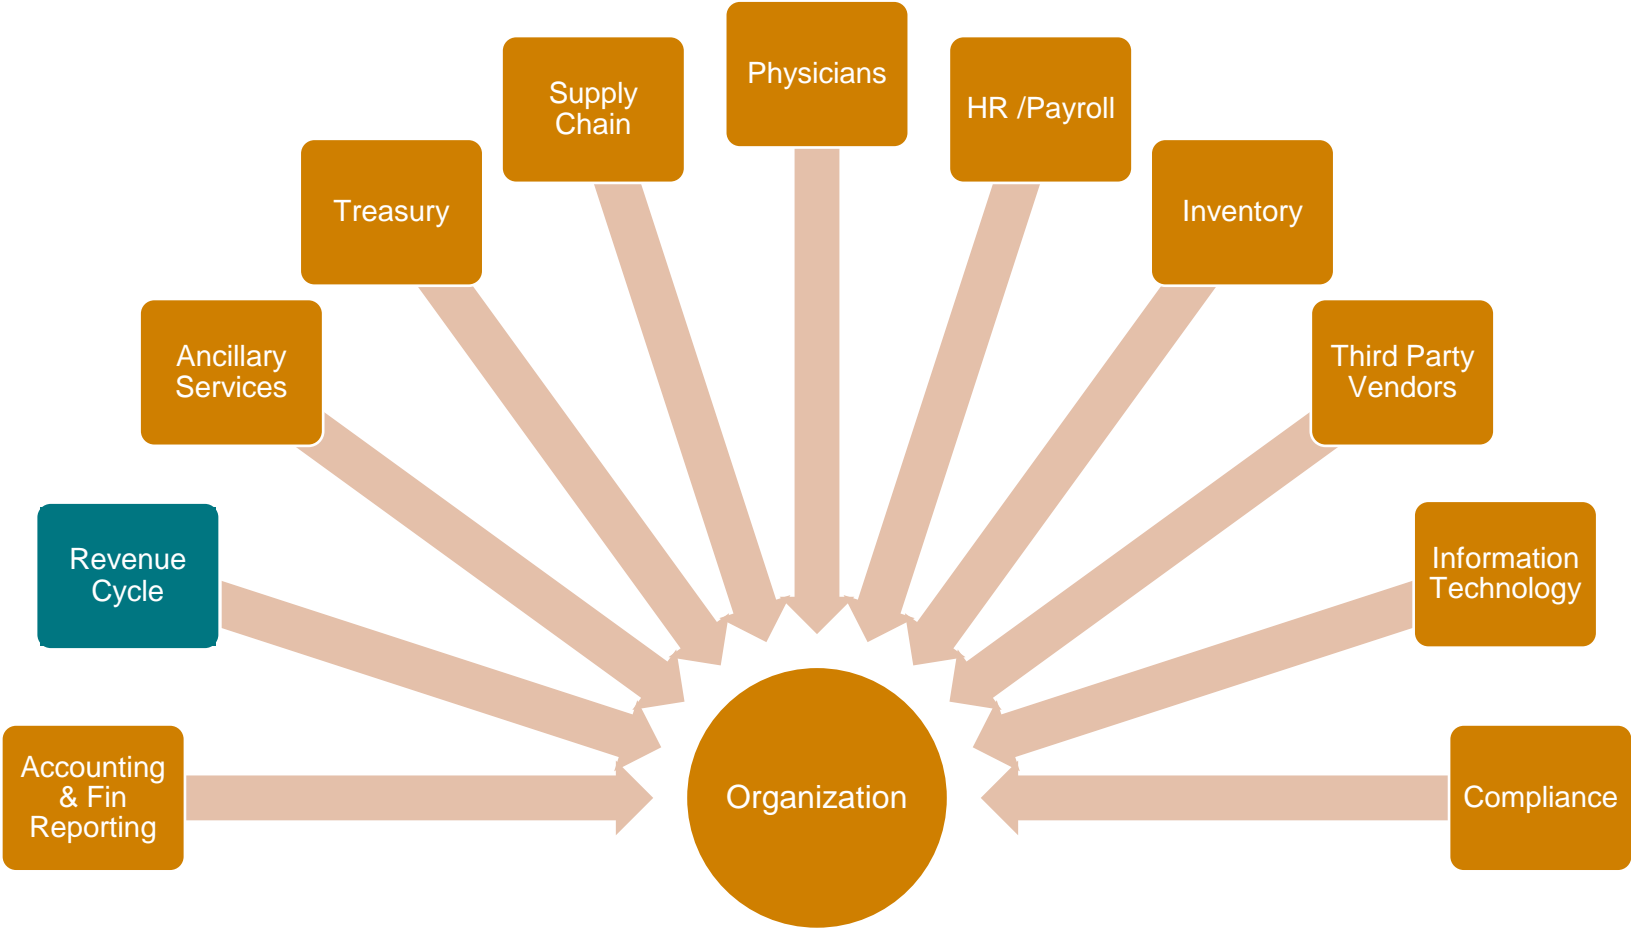 Physicians
Supply
Chain
HR /Payroll
Treasury
Inventory
Ancillary
Services
Third Party
Vendors
Revenue
Cycle
Information
Technology
Accounting
& Fin
Reporting
Organization
Compliance